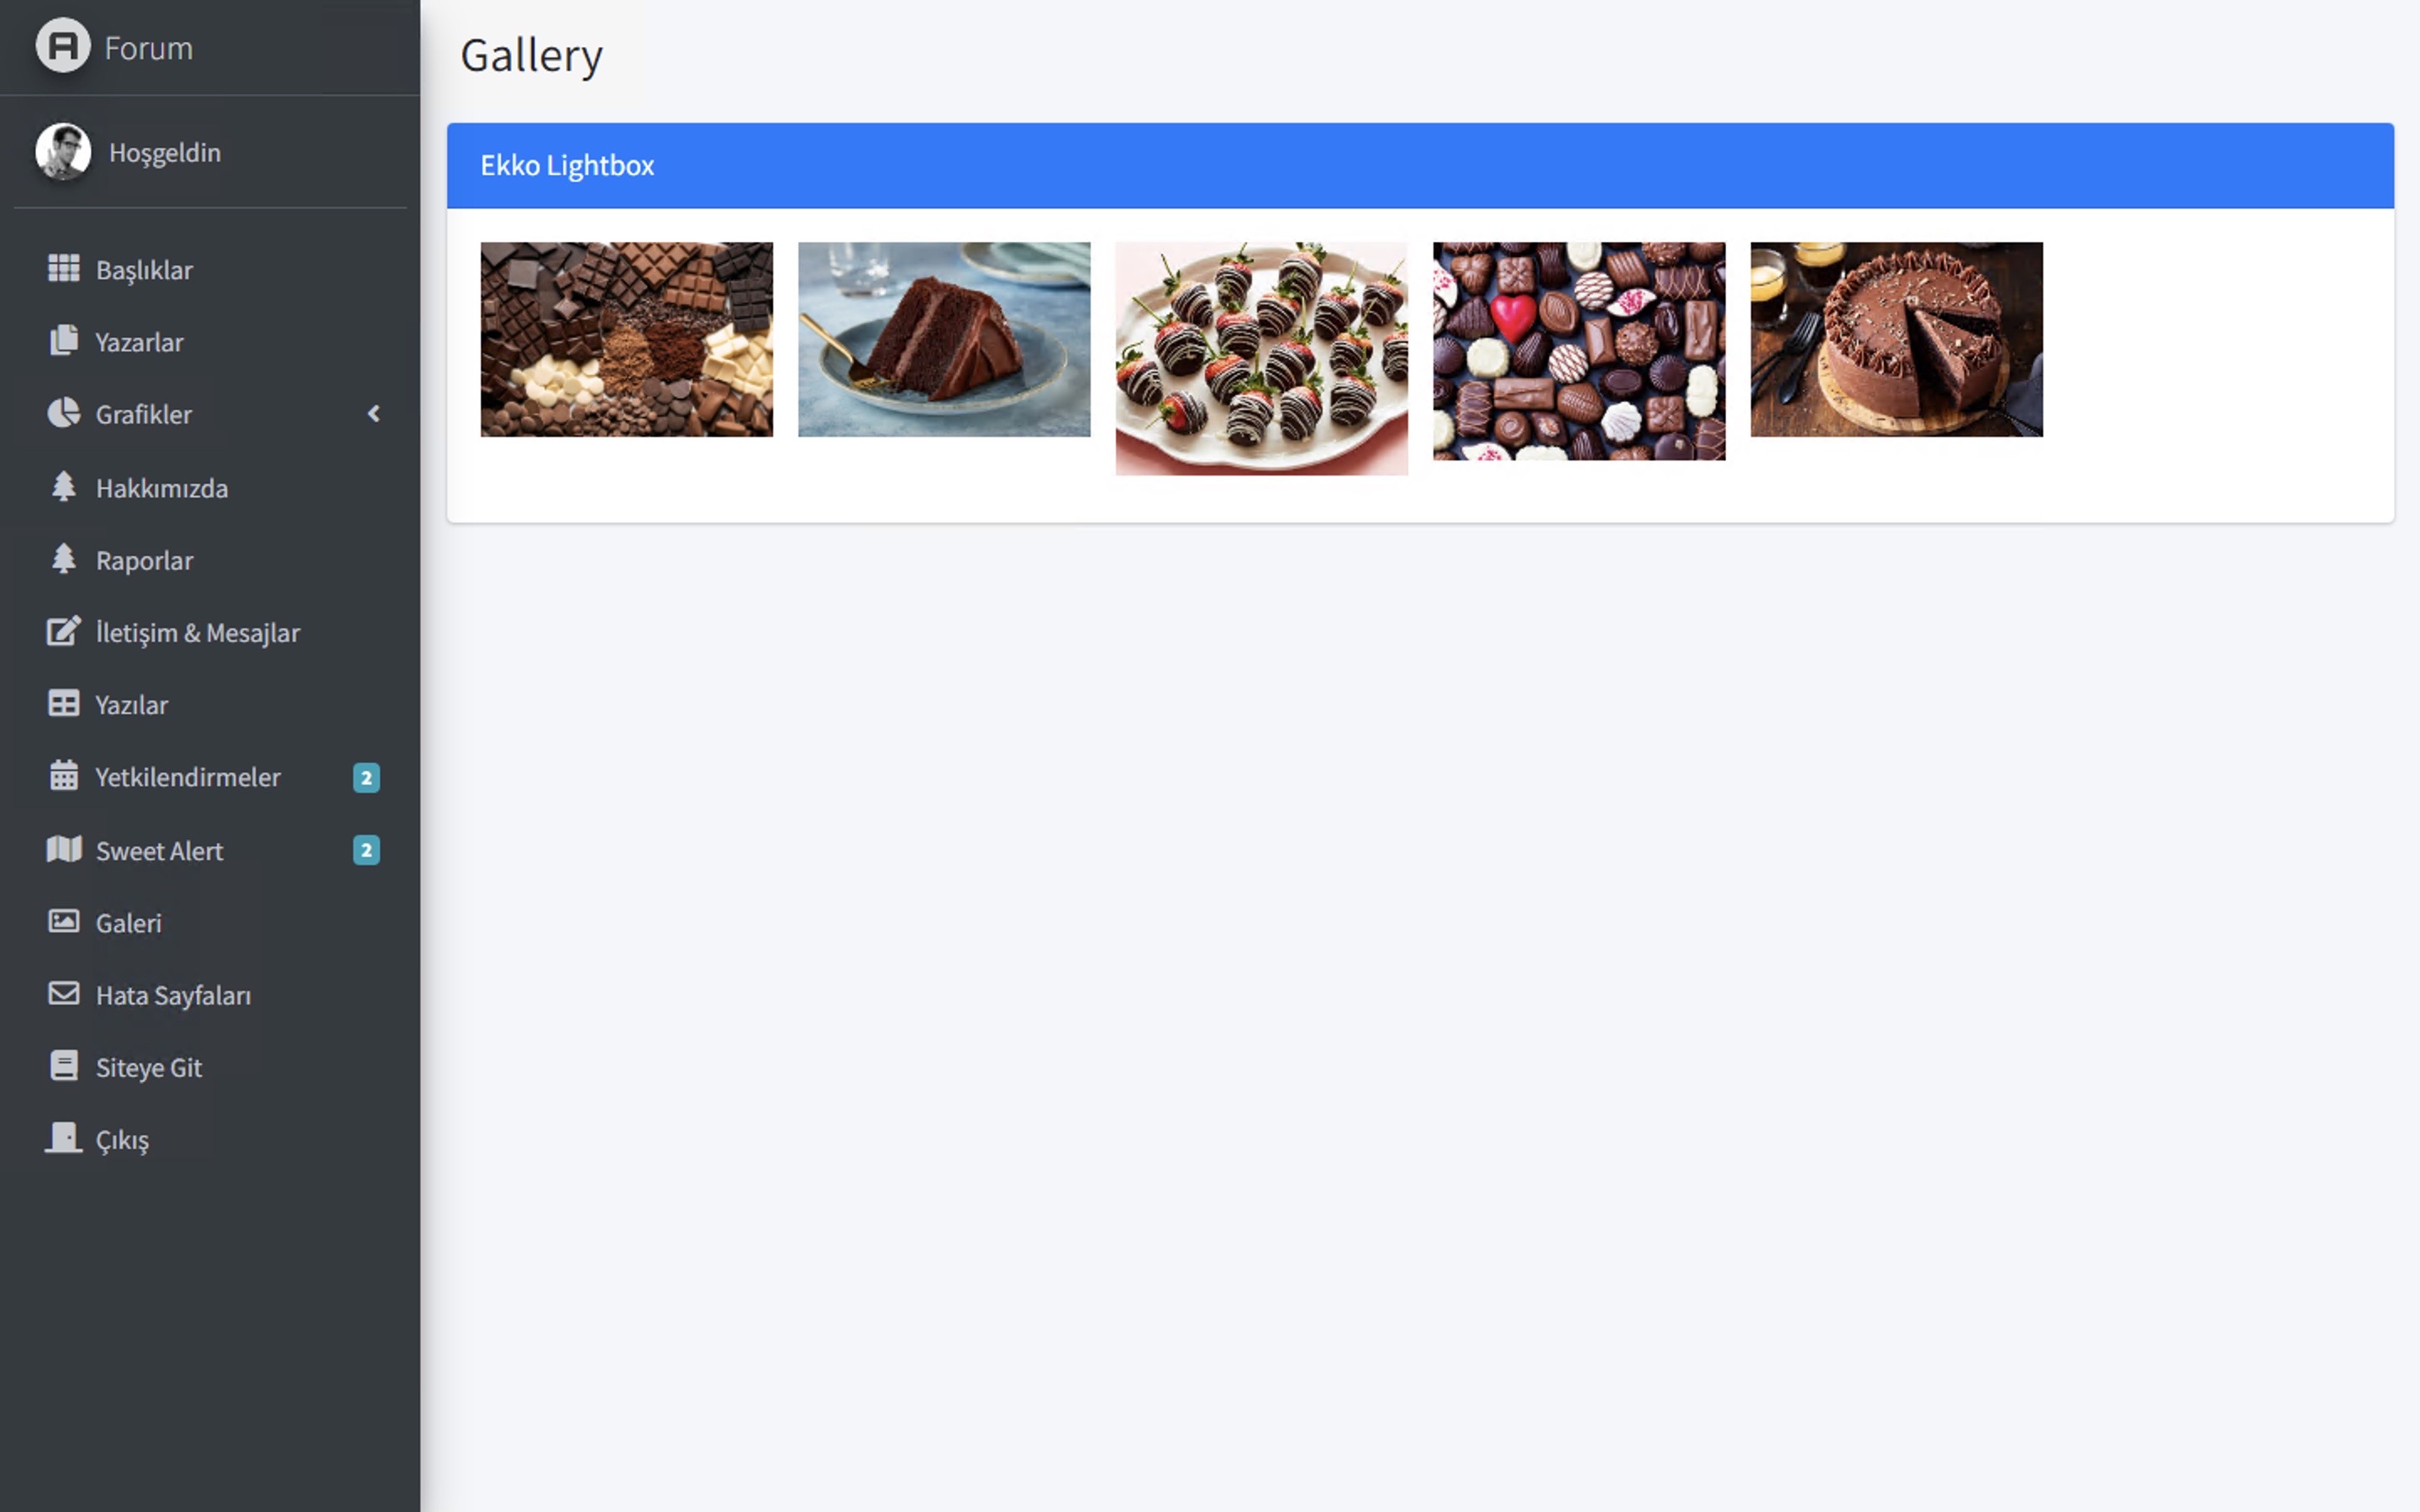 Forum
Hoşgeldin
Başlıklar
Yazarlar
Grafikler
Hakkımızda
Raporlar
İletişim & Mesajlar
Yazılar
Yetkilendirmeler 2
Sweet Alert 2
Galeri
Hata Sayfaları
Siteye Git
Çıkış
Gallery
Ekko Lightbox